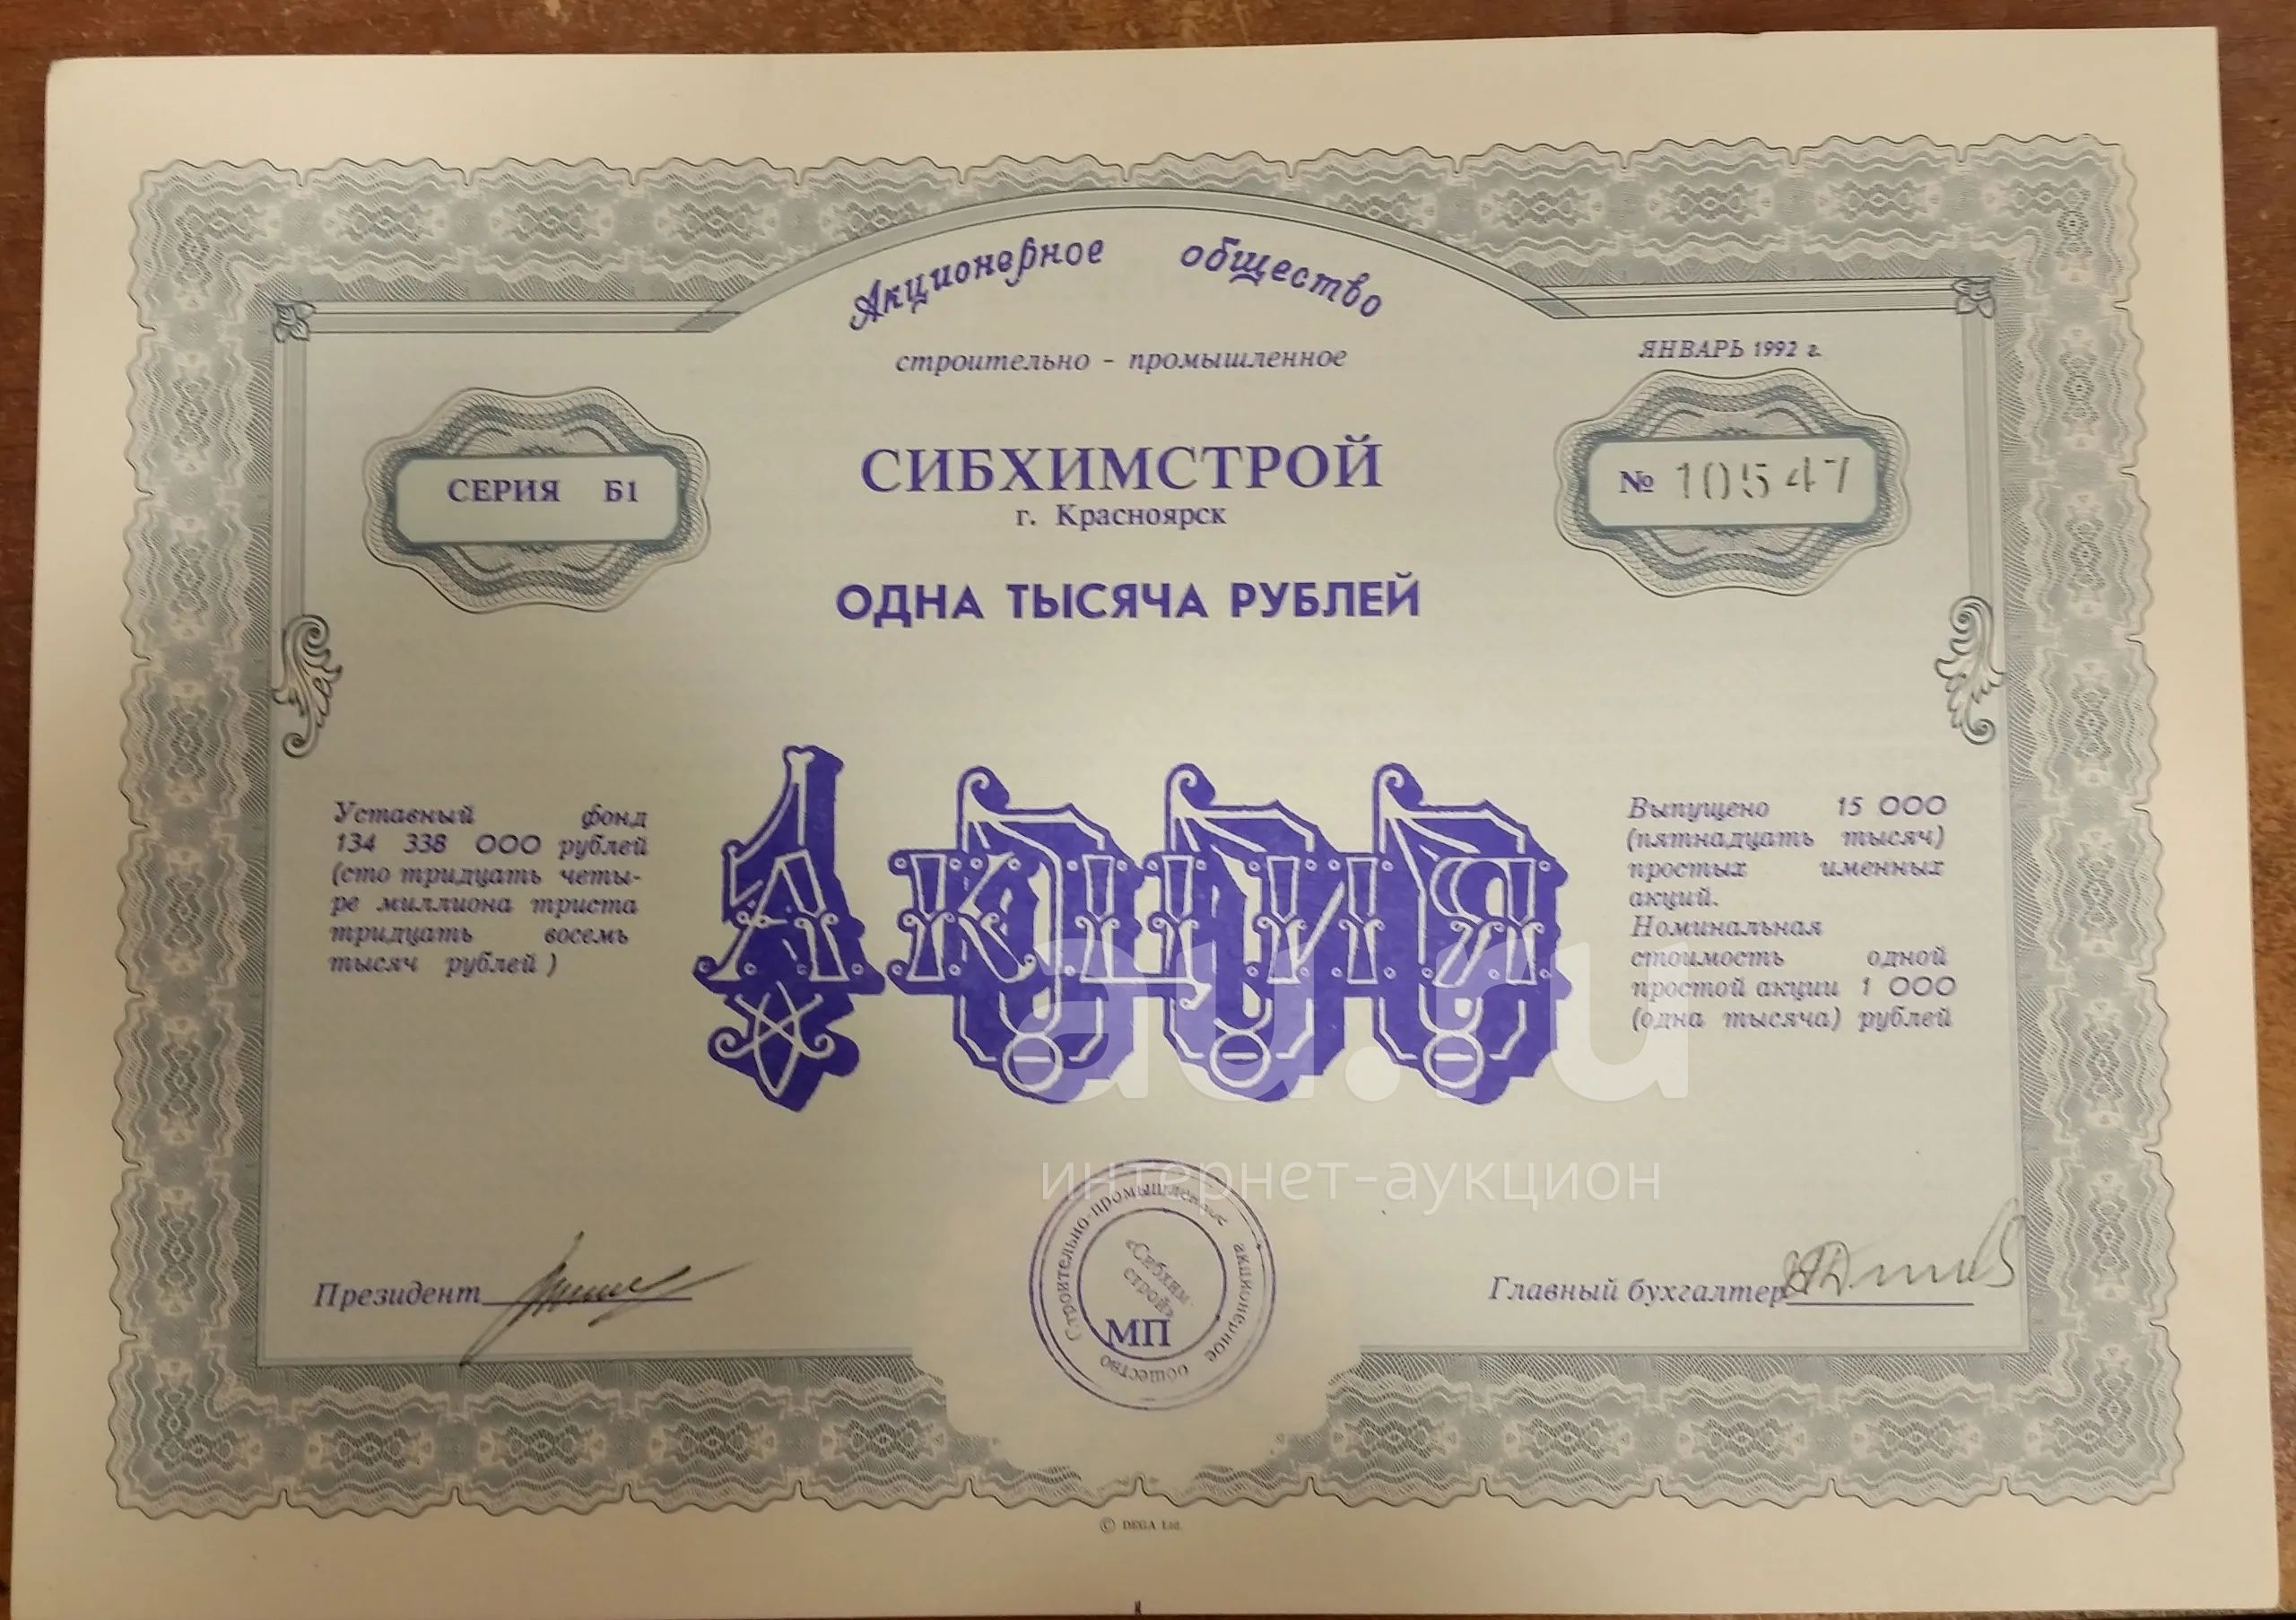 Акционерное общество
строительно - промышленное
ЯНВАРЬ 1992 г.
СЕРИЯ Б1
СИБХИМСТРОЙ
№ 10547
г. Красноярск
ОДНА ТЫСЯЧА РУБЛЕЙ
1000
АКЦИЯ
Уставный фонд
134 338 000 рублей
(сто тридцать четы-
ре миллиона триста
тридцать восемь
тысяч рублей )
Выпущено 15 000
(пятнадцать тысяч)
простых именных
акций.
Номинальная
стоимость одной
простой акции 1 000
(одна тысяча) рублей
au.ru
интернет-аукцион
Строительно-промышленное акционерное общество
«Сибхим-
строй»
МП
Президент
Главный бухгалтер
© DEGA Ltd.